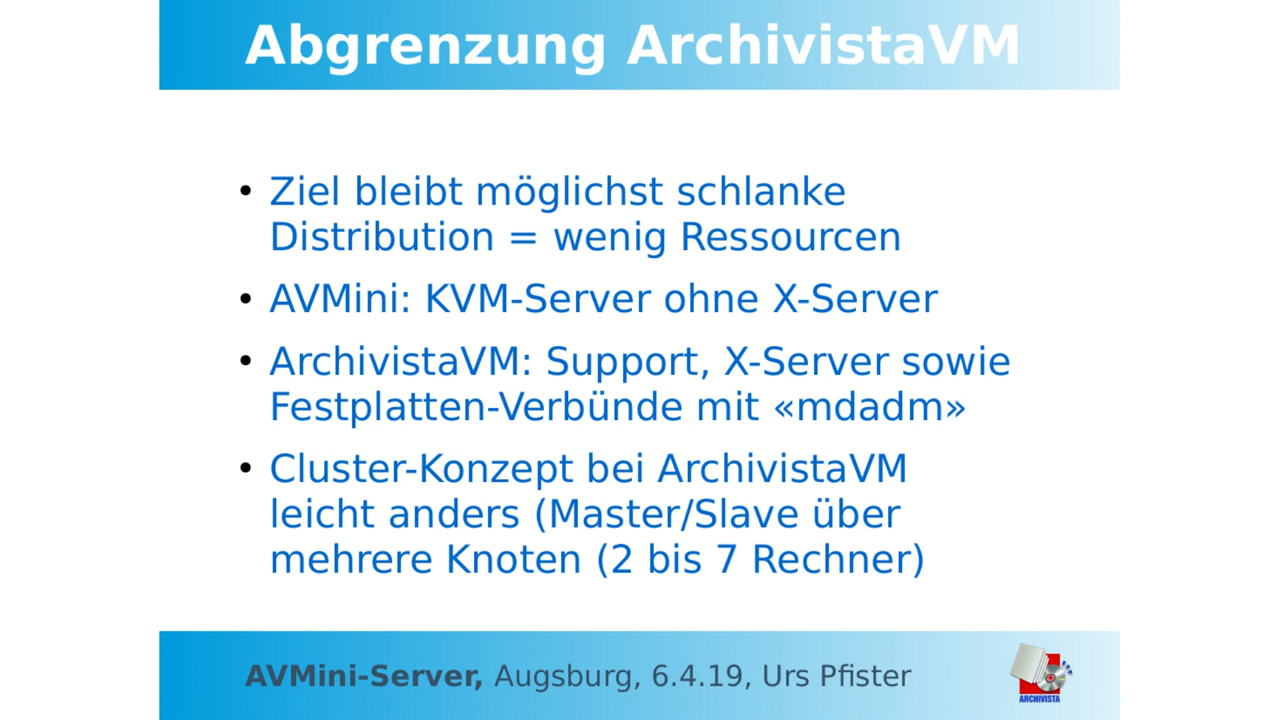 Abgrenzung ArchivistaVM
• Ziel bleibt möglichst schlanke
Distribution = wenig Ressourcen
• AVMini: KVM-Server ohne X-Server
• ArchivistaVM: Support, X-Server sowie
Festplatten-Verbünde mit «mdadm»
• Cluster-Konzept bei ArchivistaVM
leicht anders (Master/Slave über
mehrere Knoten (2 bis 7 Rechner)
AVMini-Server, Augsburg, 6.4.19, Urs Pfister
ARCHIVISTA